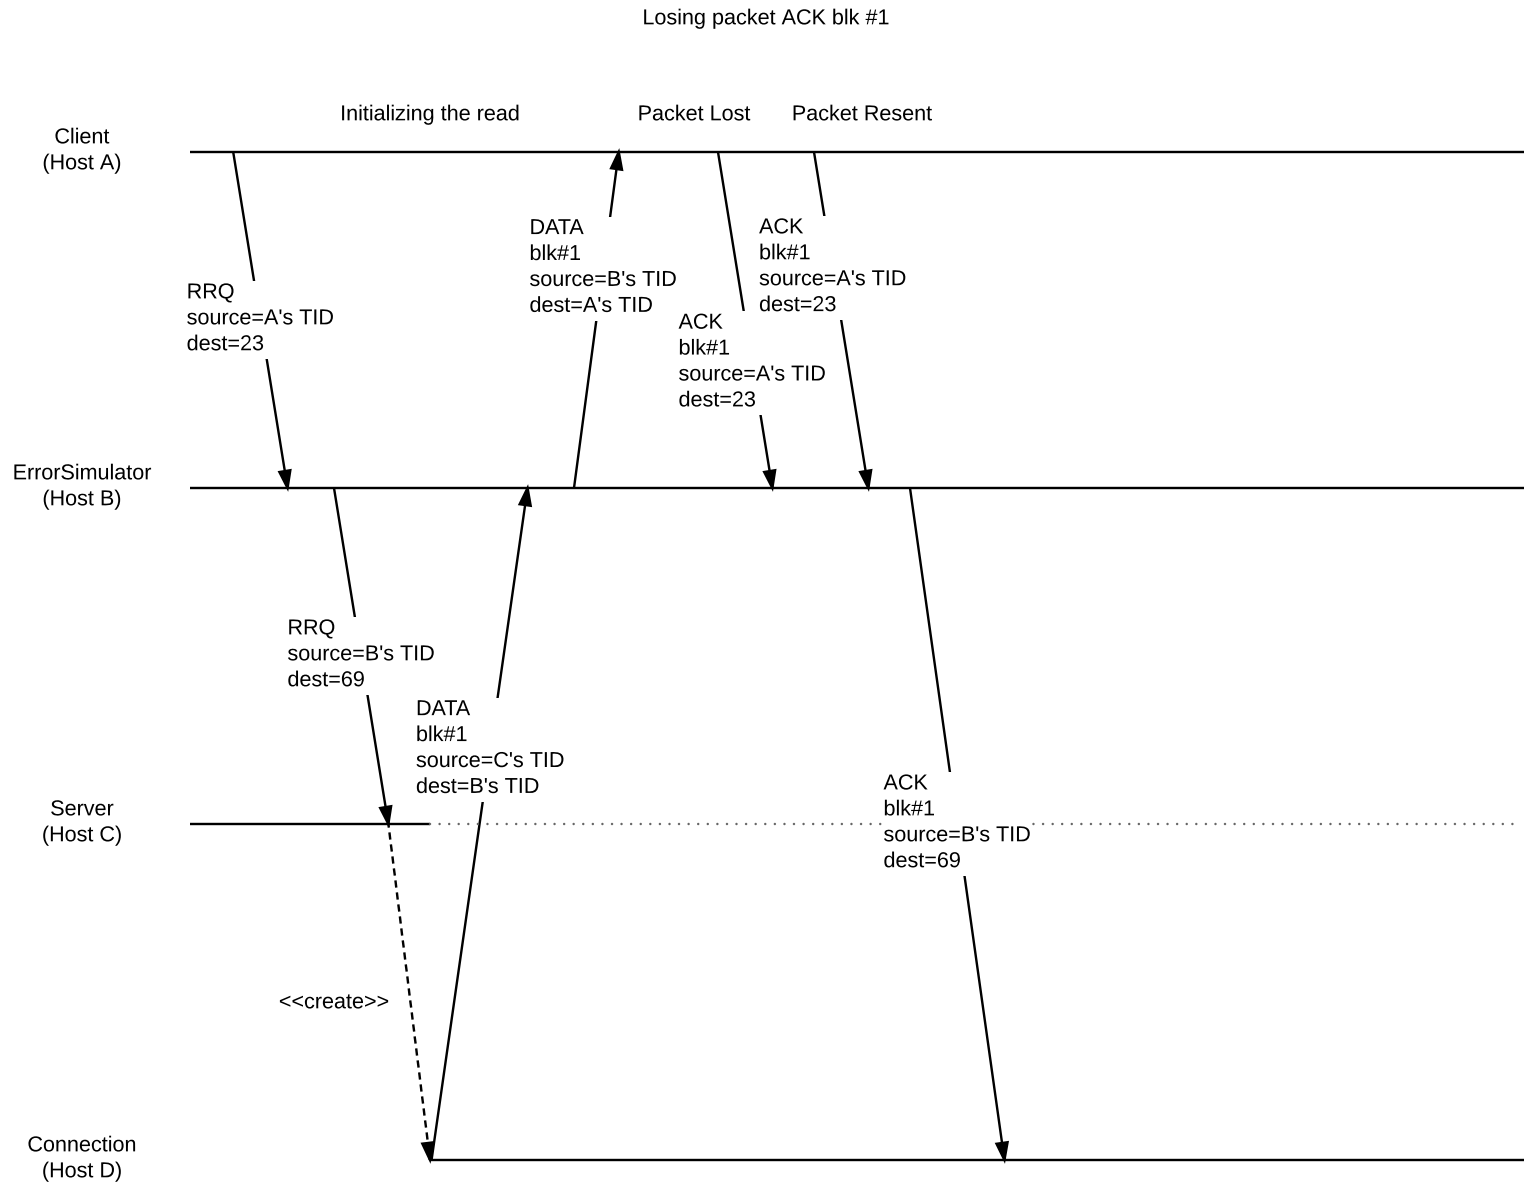 Losing packet ACK blk #1
Initializing the read
Packet Lost
Packet Resent
Client
(Host A)
DATA
blk#1
source=B's TID
dest=A's TID
ACK
blk#1
source=A's TID
dest=23
RRQ
source=A's TID
dest=23
ACK
blk#1
source=A's TID
dest=23
ErrorSimulator
(Host B)
RRQ
source=B's TID
dest=69
DATA
blk#1
source=C's TID
dest=B's TID
Server
(Host C)
ACK
blk#1
source=B's TID
dest=69
<<create>>
Connection
(Host D)